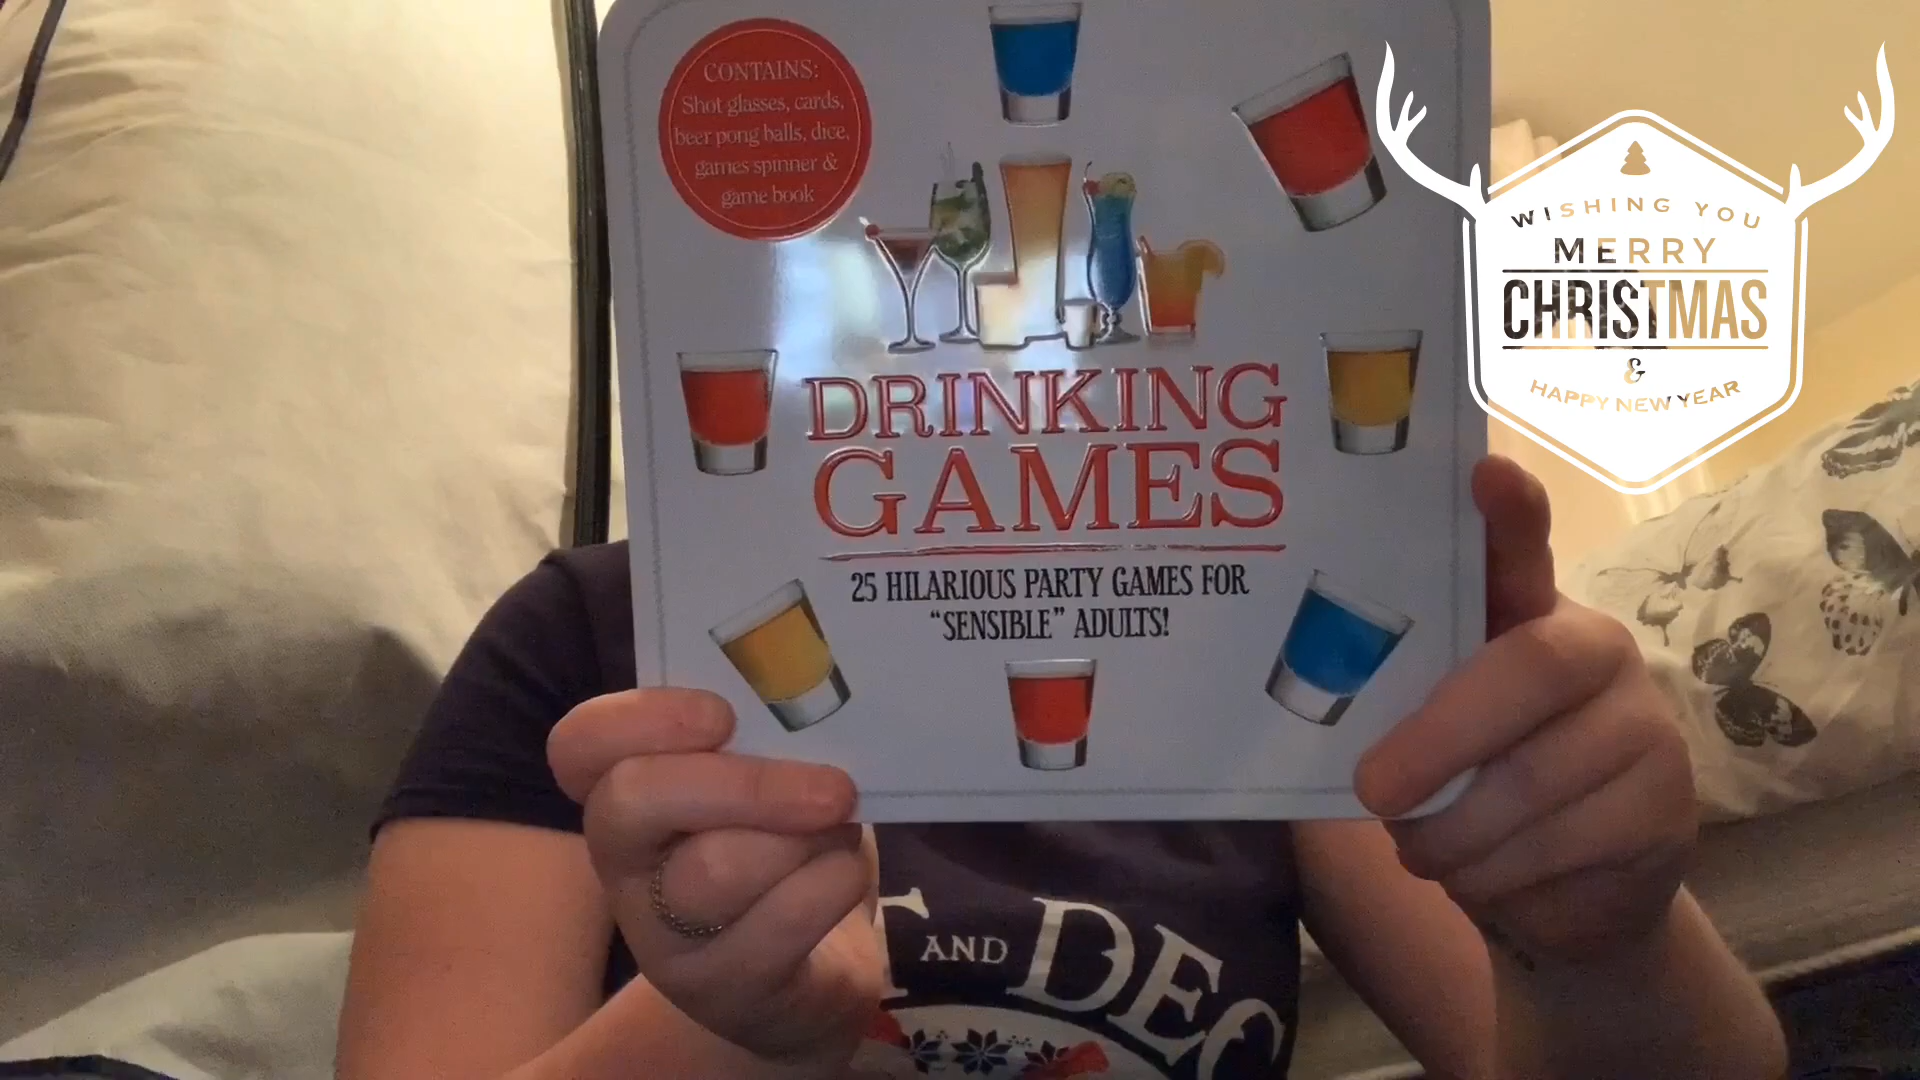 CONTAINS:
Shot glasses, cards,
beer pong balls, dice,
games spinner &
game book
DRINKING
GAMES
25 HILARIOUS PARTY GAMES FOR
“SENSIBLE” ADULTS!
WISHING YOU
MERRY
CHRISTMAS
&
HAPPY NEW YEAR
AND DEC